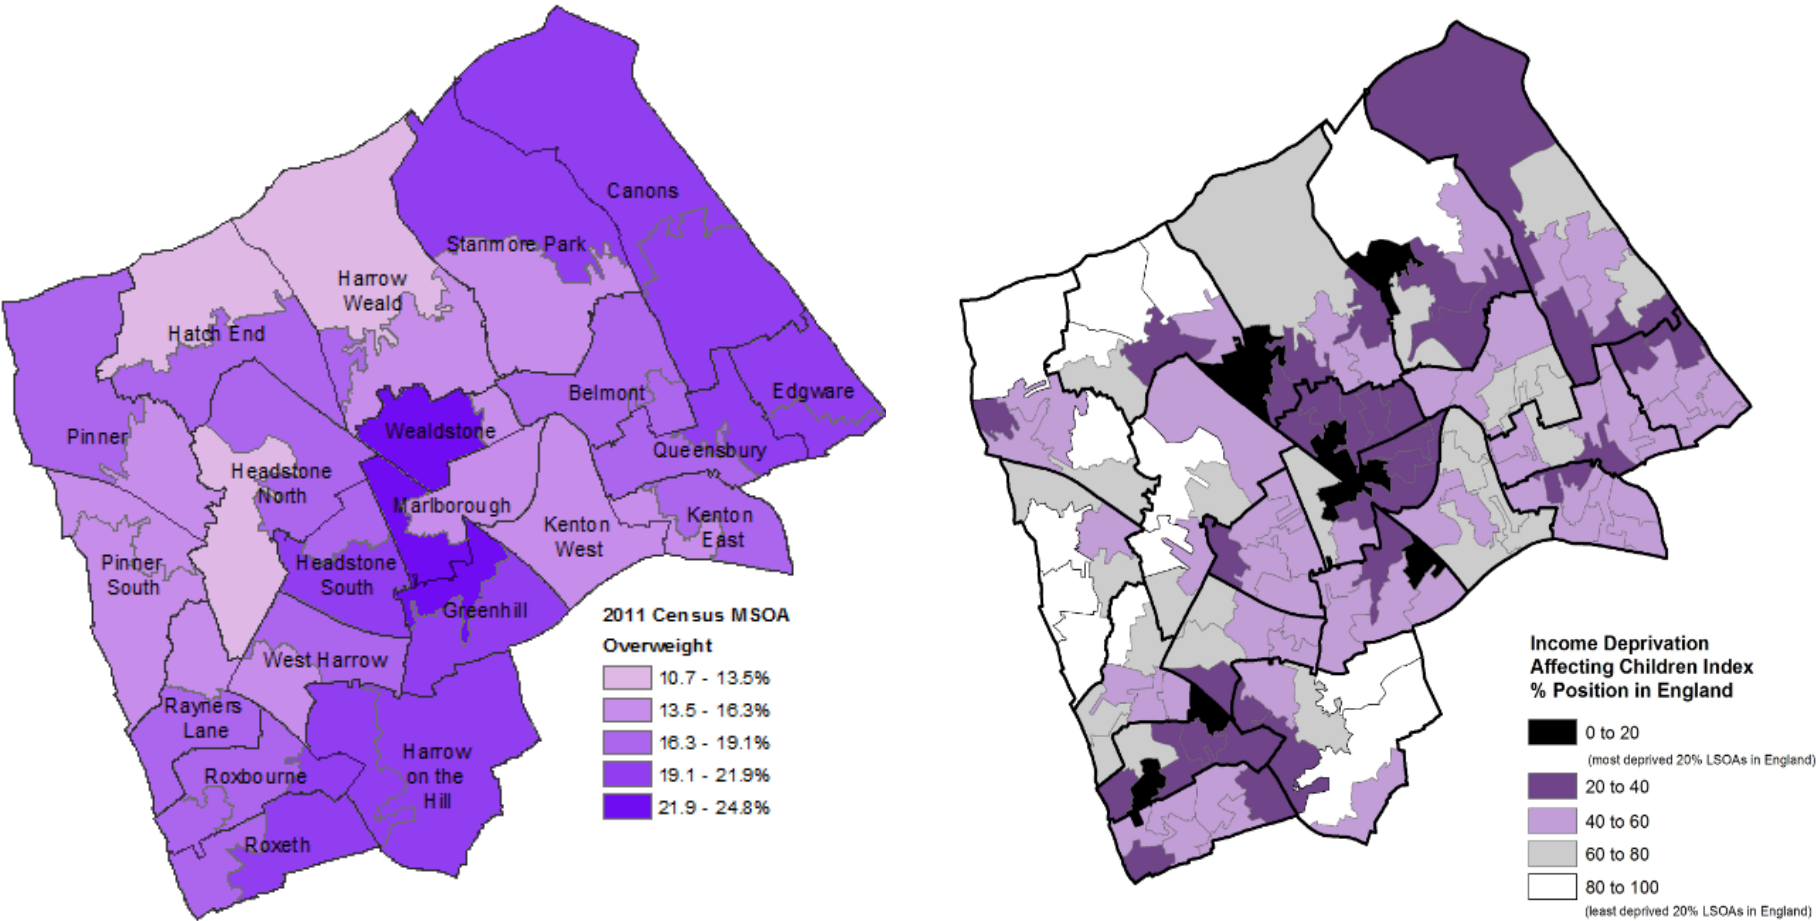 Canons
Stanmore Park
Harrow
Weald
Hatch End
Belmont
Edgware
Pinner
Wealdstone
Queensbury
Headstone
North
Marlborough
Kenton
West
Kenton
East
Pinner
South
Headstone
South
Greenhill
West Harrow
Rayners
Lane
Roxbourne
Harrow
on the
Hill
Roxeth
2011 Census MSOA
Overweight
10.7 - 13.5%
13.5 - 16.3%
16.3 - 19.1%
19.1 - 21.9%
21.9 - 24.8%
Income Deprivation
Affecting Children Index
% Position in England
0 to 20
(most deprived 20% LSOAs in England)
20 to 40
40 to 60
60 to 80
80 to 100
(least deprived 20% LSOAs in England)